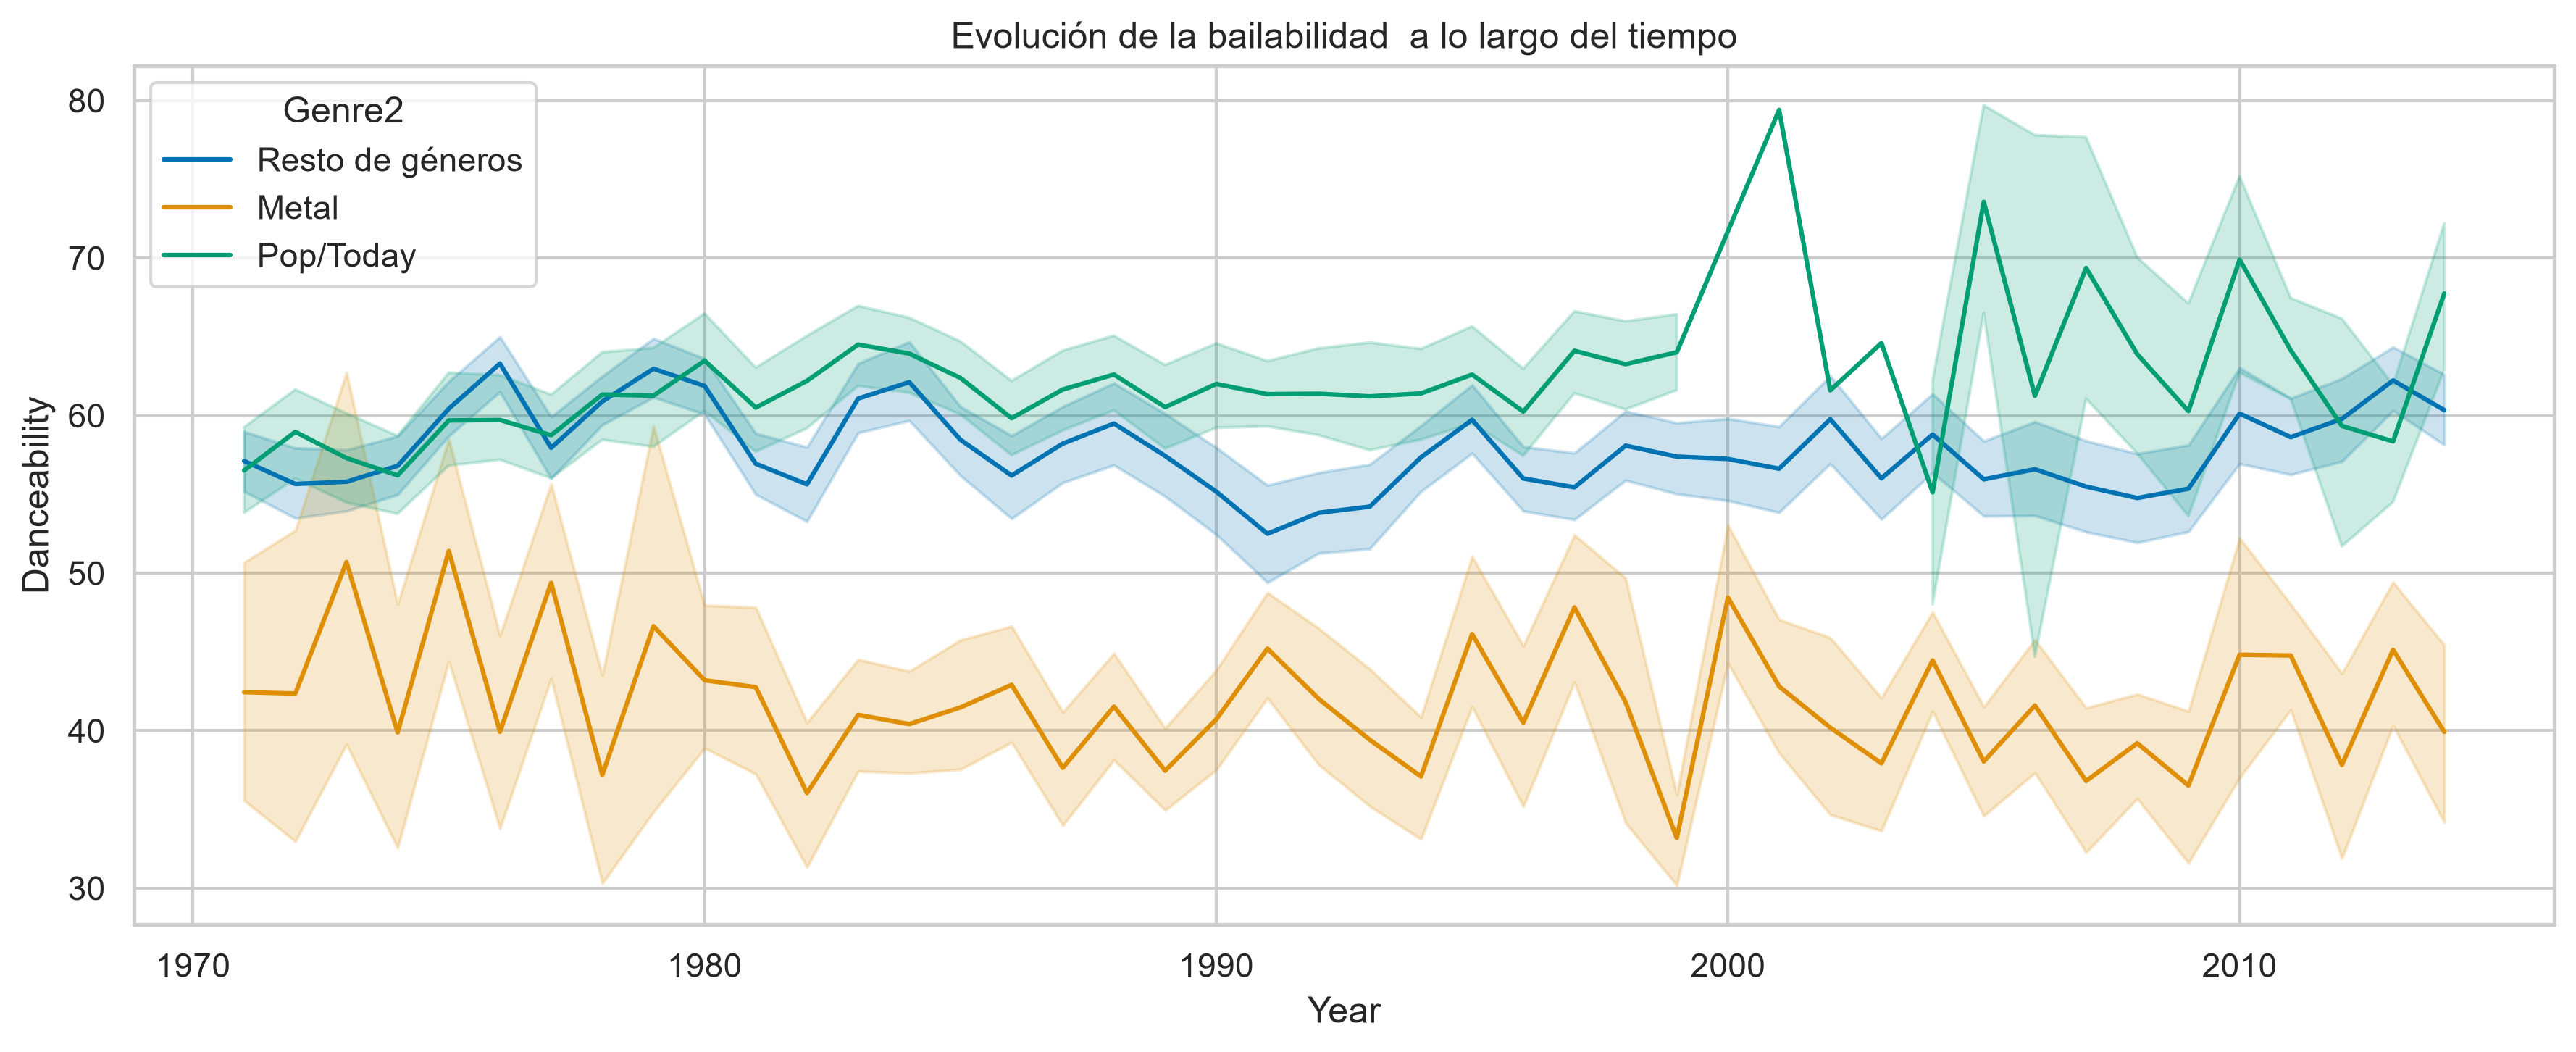 Evolución de la bailabilidad  a lo largo del tiempo
Genre2
Resto de géneros
Metal
Pop/Today
Danceability
80
70
60
50
40
30
1970
1980
1990
2000
2010
Year